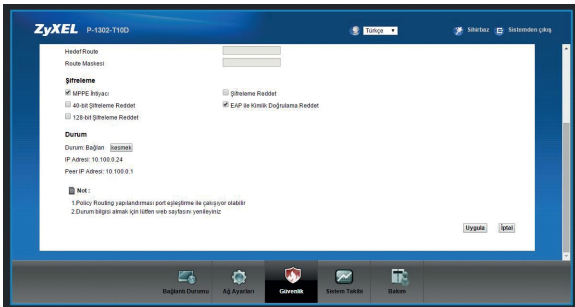 ZyXEL P-1302-T10D Türkçe Sihirbaz Sistemden çıkış
Hedef Route
Route Maskesi
Şifreleme
MPPE İhtiyacı Şifreleme Reddet
40-bit Şifreleme Reddet EAP ile Kimlik Doğrulama Reddet
128-bit Şifreleme Reddet
Durum
Durum: Bağlan kesmek
IP Adresi: 10.100.0.24
Peer IP Adresi: 10.100.0.1
Not :
1.Policy Routing yapılandırması port eşleştirme ile çakışıyor olabilir
2.Durum bilgisi almak için lütfen web sayfasını yenileyiniz
Uygula İptal
Bağlantı Durumu Ağ Ayarları Güvenlik Sistem Takibi Bakım